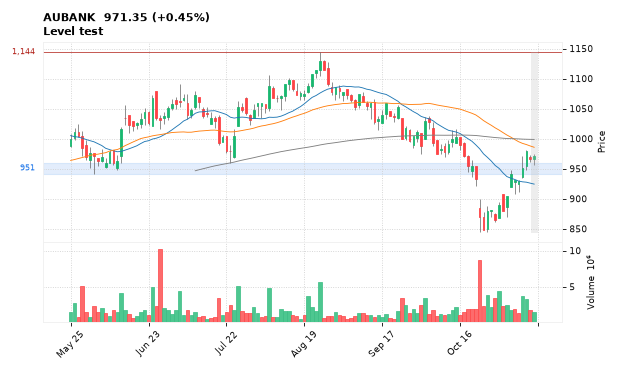 AUBANK 971.35 (+0.45%)
Level test
1,144
951
1150
1100
1050
1000
950
900
850
Price
10
5
Volume 10⁶
May 25
Jun 23
Jul 22
Aug 19
Sep 17
Oct 16